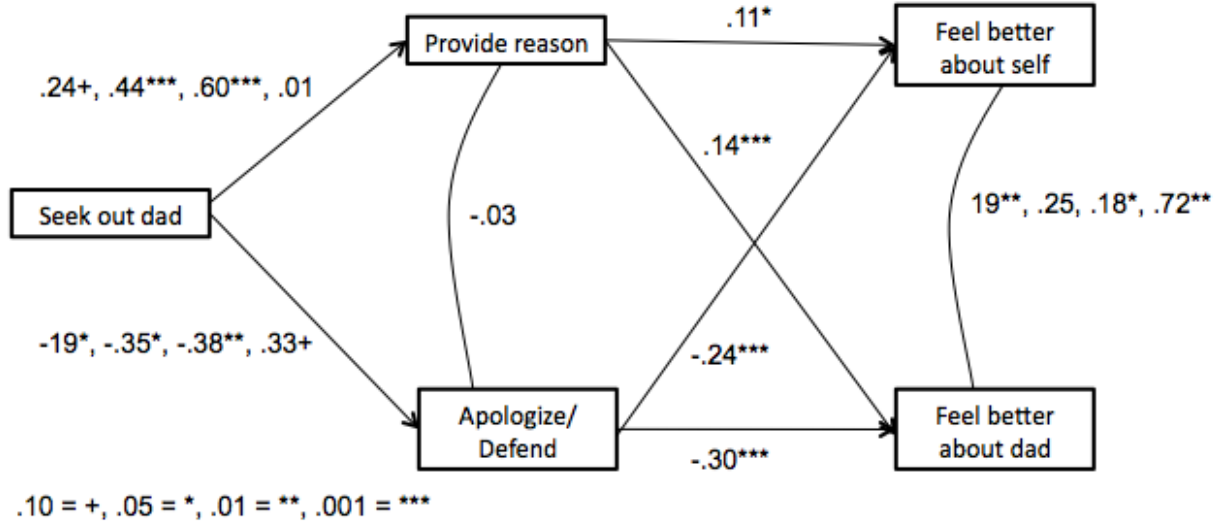 .11*
Provide reason
Feel better
about self
.24+, .44***, .60***, .01
.14***
Seek out dad
-.03
19**, .25, .18*, .72**
-19*, -.35*, -.38**, .33+
-.24***
Apologize/
Defend
Feel better
about dad
-.30***
.10 = +, .05 = *, .01 = **, .001 = ***